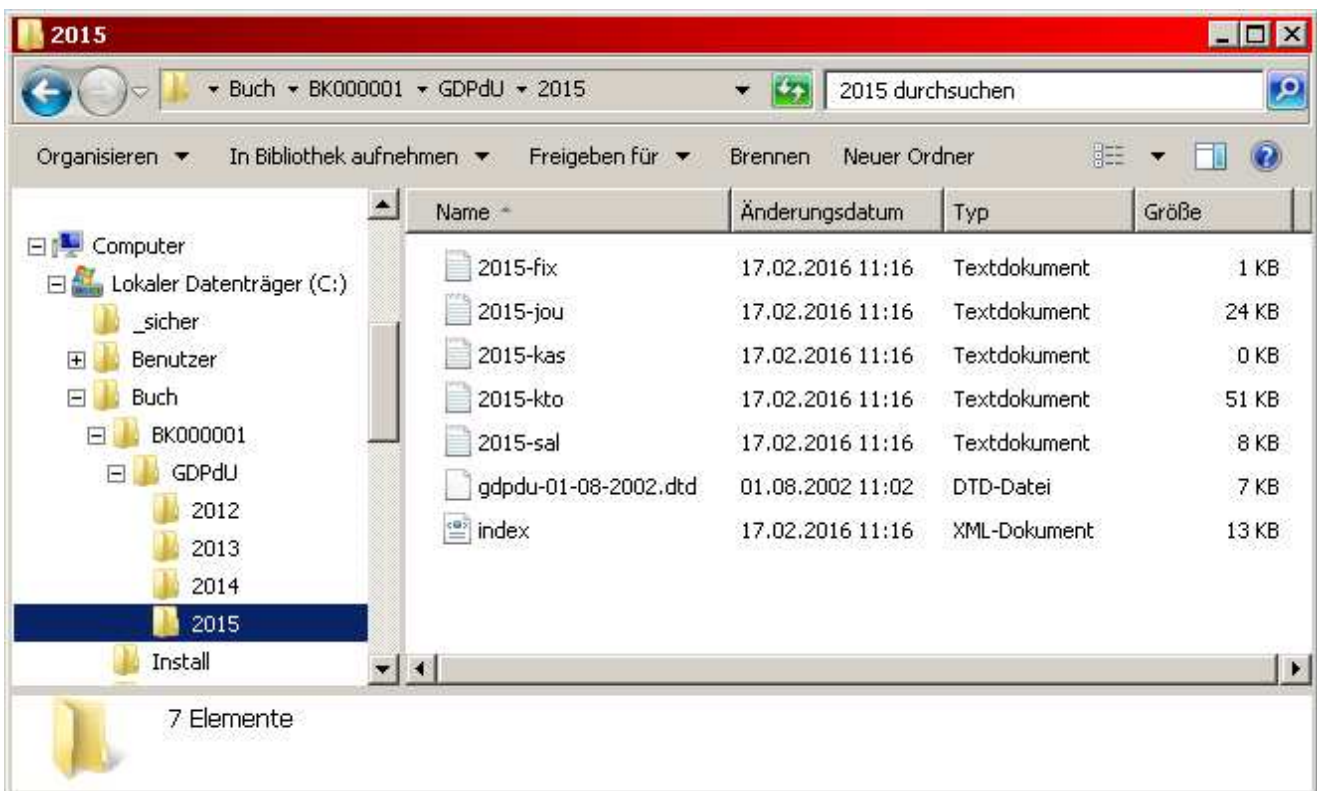 2015
Buch BK000001 GDPdU 2015 2015 durchsuchen
Organisieren In Bibliothek aufnehmen Freigeben für Brennen Neuer Ordner
Name Änderungsdatum Typ Größe
Computer
Lokaler Datenträger (C:)
_sicher
Benutzer
Buch
BK000001
GDPdU
2012
2013
2014
2015
Install
2015-fix 17.02.2016 11:16 Textdokument 1 KB
2015-jou 17.02.2016 11:16 Textdokument 24 KB
2015-kas 17.02.2016 11:16 Textdokument 0 KB
2015-kto 17.02.2016 11:16 Textdokument 51 KB
2015-sal 17.02.2016 11:16 Textdokument 8 KB
gdpdu-01-08-2002.dtd 01.08.2002 11:02 DTD-Datei 7 KB
index 17.02.2016 11:16 XML-Dokument 13 KB
7 Elemente